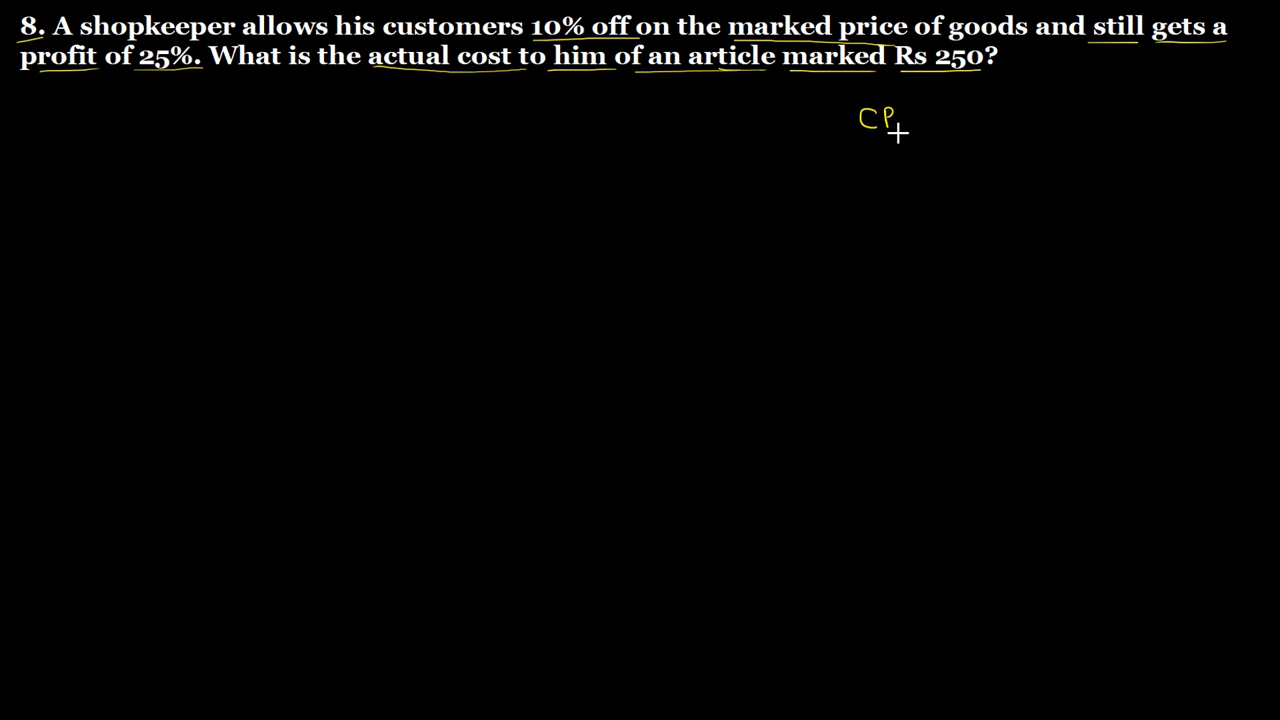 8. A shopkeeper allows his customers 10% off on the marked price of goods and still gets a
profit of 25%. What is the actual cost to him of an article marked Rs 250?
CP